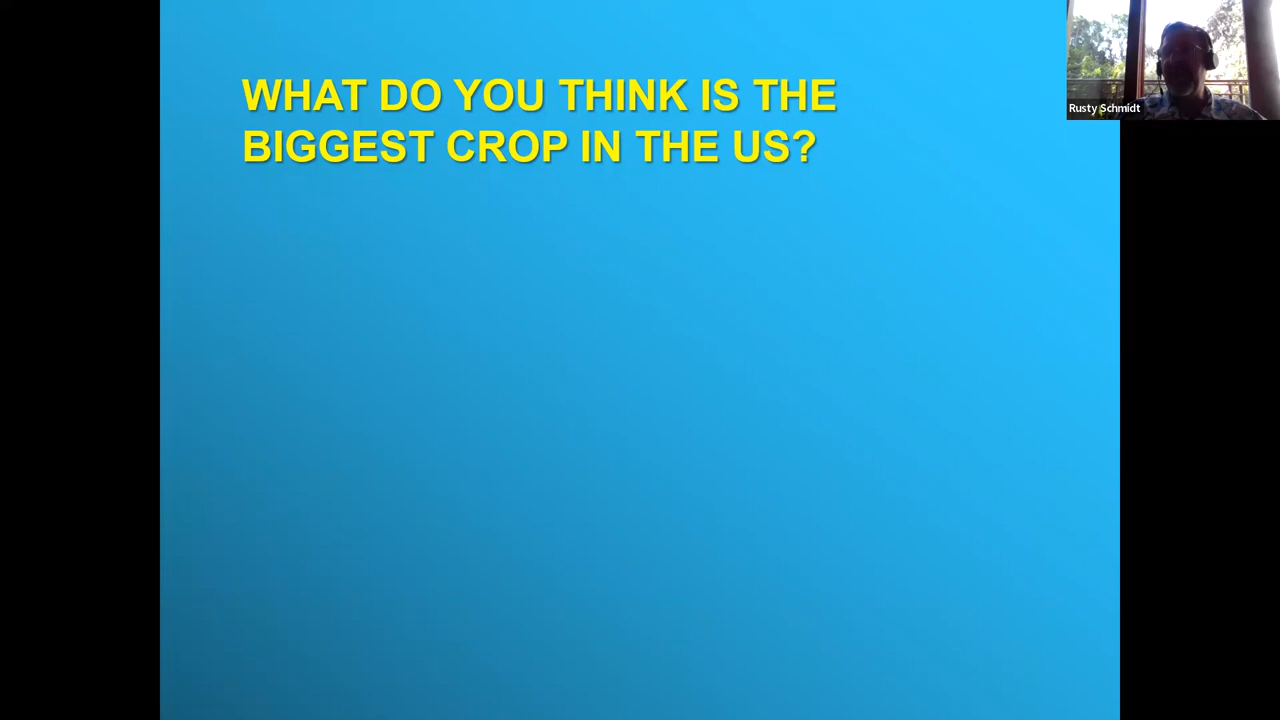 WHAT DO YOU THINK IS THE
BIGGEST CROP IN THE US?
Rusty Schmidt